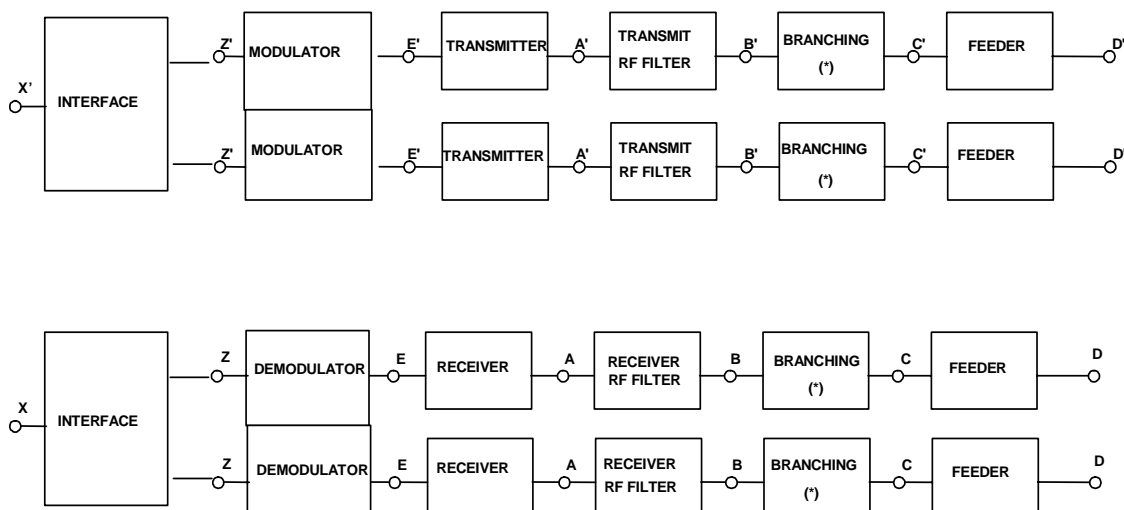 Z' E' A' B' C' D'
MODULATOR TRANSMITTER TRANSMIT RF FILTER BRANCHING (*) FEEDER
X' INTERFACE
Z' E' A' B' C' D'
MODULATOR TRANSMITTER TRANSMIT RF FILTER BRANCHING (*) FEEDER
Z E A B C D
DEMODULATOR RECEIVER RECEIVER RF FILTER BRANCHING (*) FEEDER
X INTERFACE
Z E A B C D
DEMODULATOR RECEIVER RECEIVER RF FILTER BRANCHING (*) FEEDER